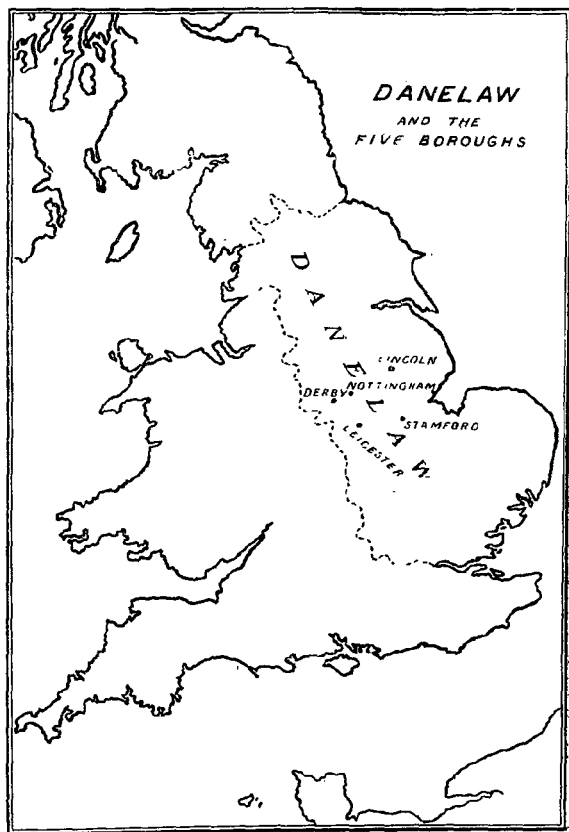 DANELAW
AND THE
FIVE BOROUGHS
DANELAW
LINCOLN
NOTTINGHAM
DERBY
STAMFORD
LEICESTER